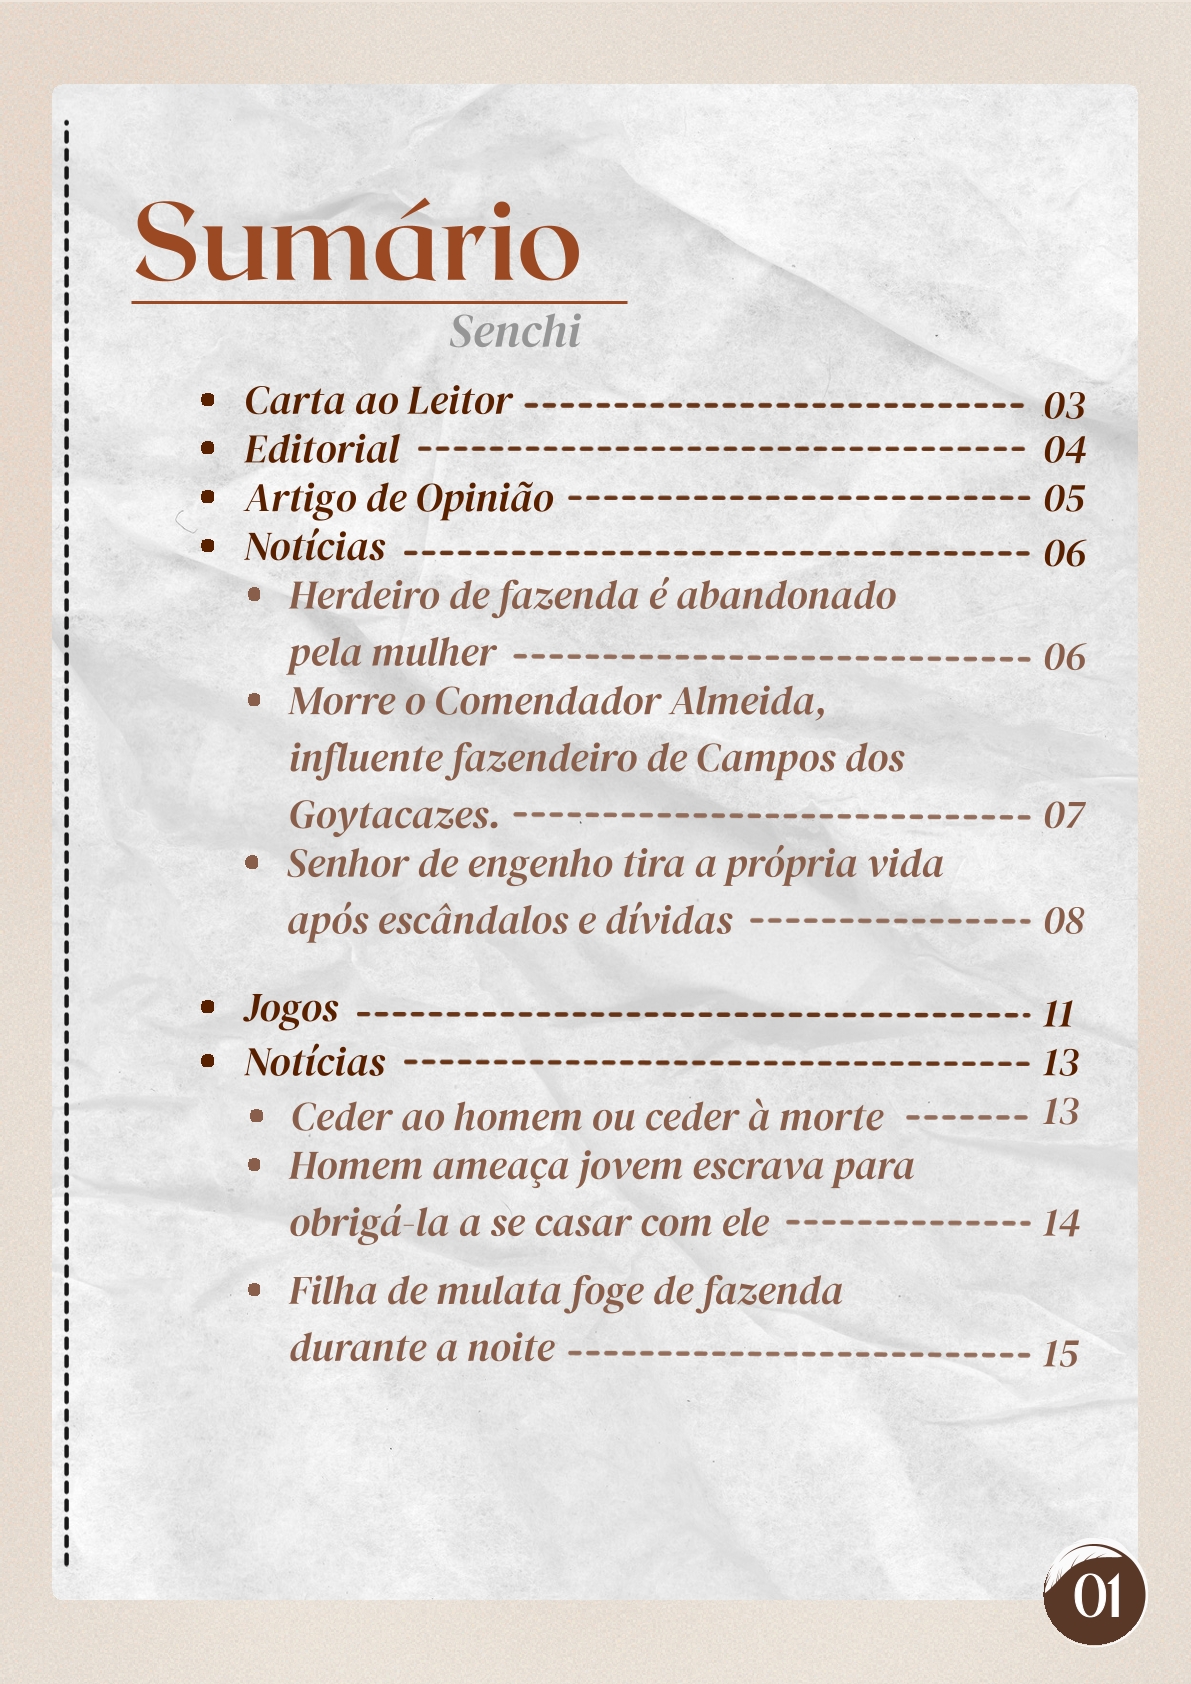 Sumário
Senchi
• Carta ao Leitor ---------- 03
• Editorial ---------- 04
• Artigo de Opinião ---------- 05
• Notícias ---------- 06
• Herdeiro de fazenda é abandonado
pela mulher ---------- 06
• Morre o Comendador Almeida,
influente fazendeiro de Campos dos
Goytacazes. ---------- 07
• Senhor de engenho tira a própria vida
após escândalos e dívidas ---------- 08
• Jogos ---------- 11
• Notícias ---------- 13
• Ceder ao homem ou ceder à morte ---------- 13
• Homem ameaça jovem escrava para
obrigá-la a se casar com ele ---------- 14
• Filha de mulata foge de fazenda
durante a noite ---------- 15
01